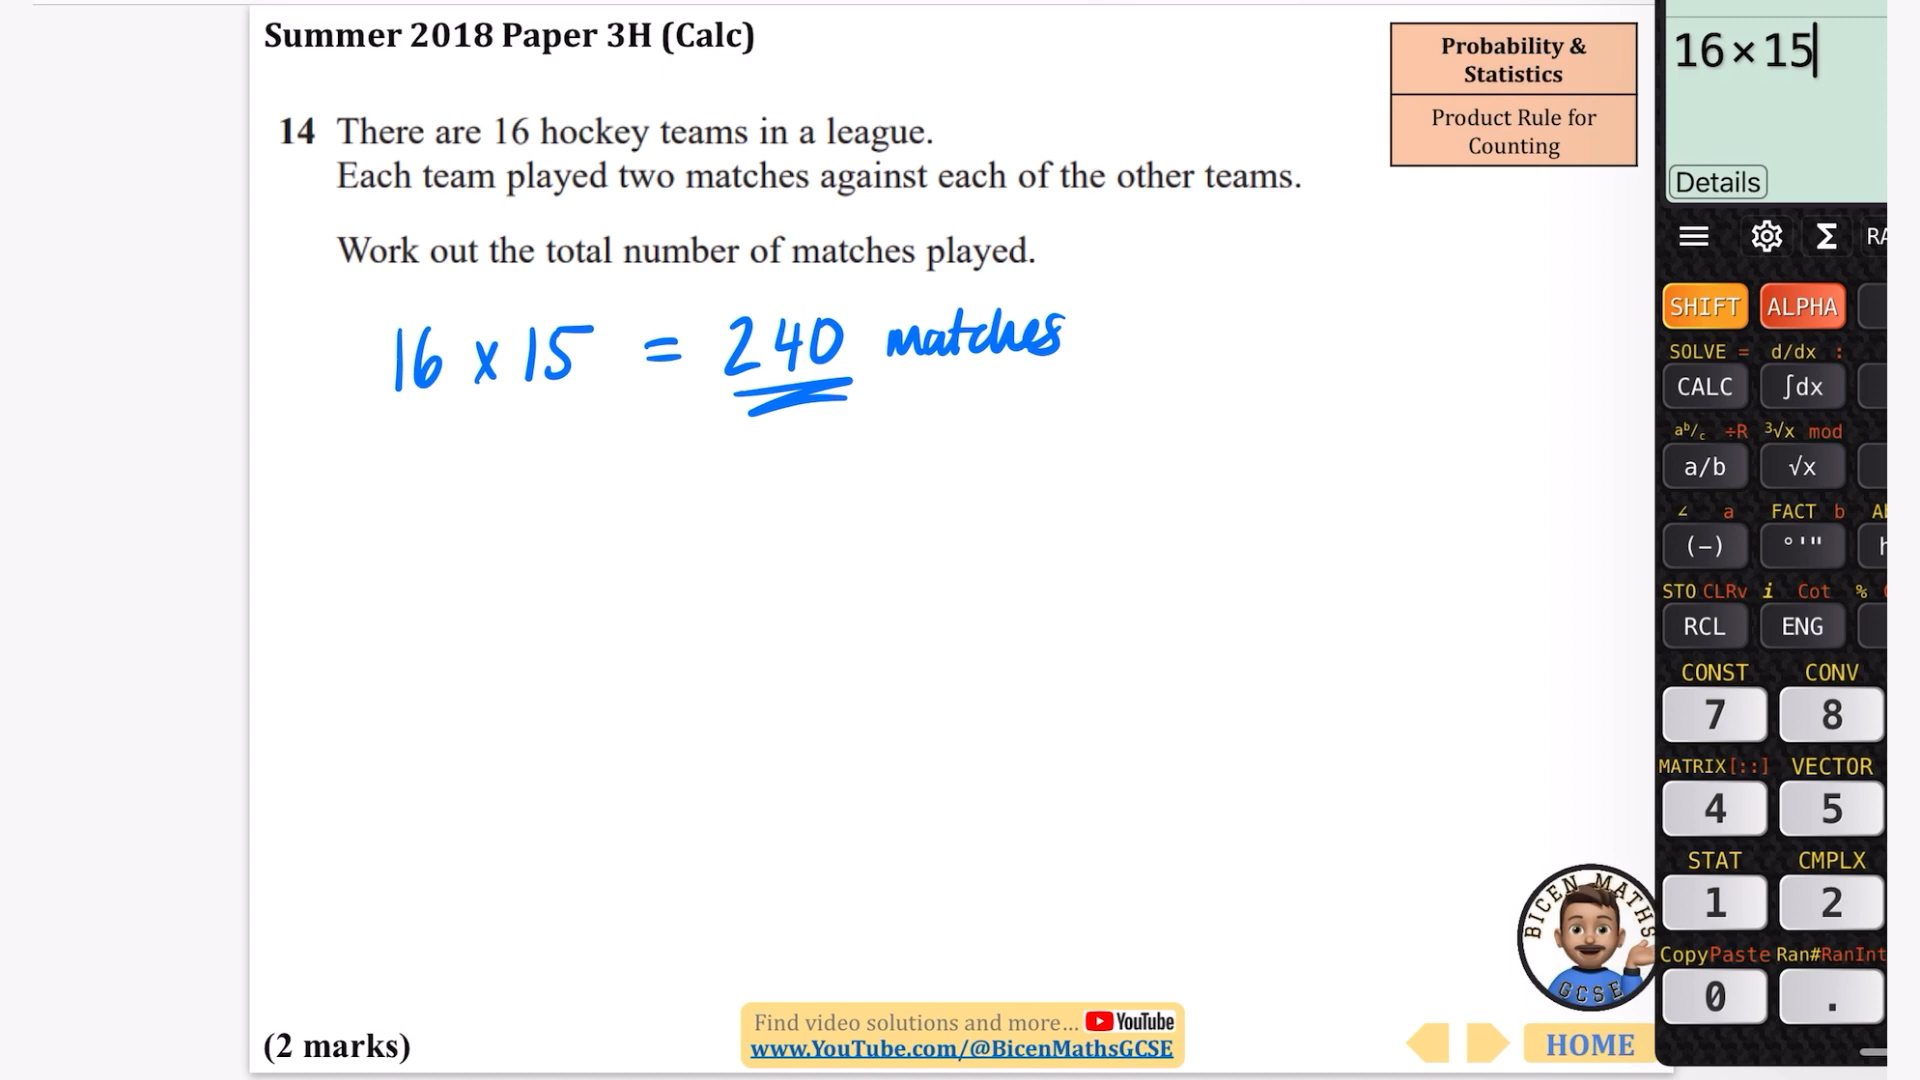 Summer 2018 Paper 3H (Calc)
Probability &
Statistics
Product Rule for
Counting
14 There are 16 hockey teams in a league.
Each team played two matches against each of the other teams.
Work out the total number of matches played.
16 x 15 = 240 matches
(2 marks)
Find video solutions and more... YouTube
www.YouTube.com/@BicenMathsGCSE
HOME
BICEN MATHS
GCSE
16×15
Details
Σ
SHIFT ALPHA
SOLVE = d/dx :
CALC ∫dx
aᵇ/c ÷R ³√x mod
a/b √x
∠ a FACT b
(−) °'"
STO CLRv i Cot %
RCL ENG
CONST CONV
7 8
MATRIX[::] VECTOR
4 5
STAT CMPLX
1 2
CopyPaste Ran#RanInt
0 .